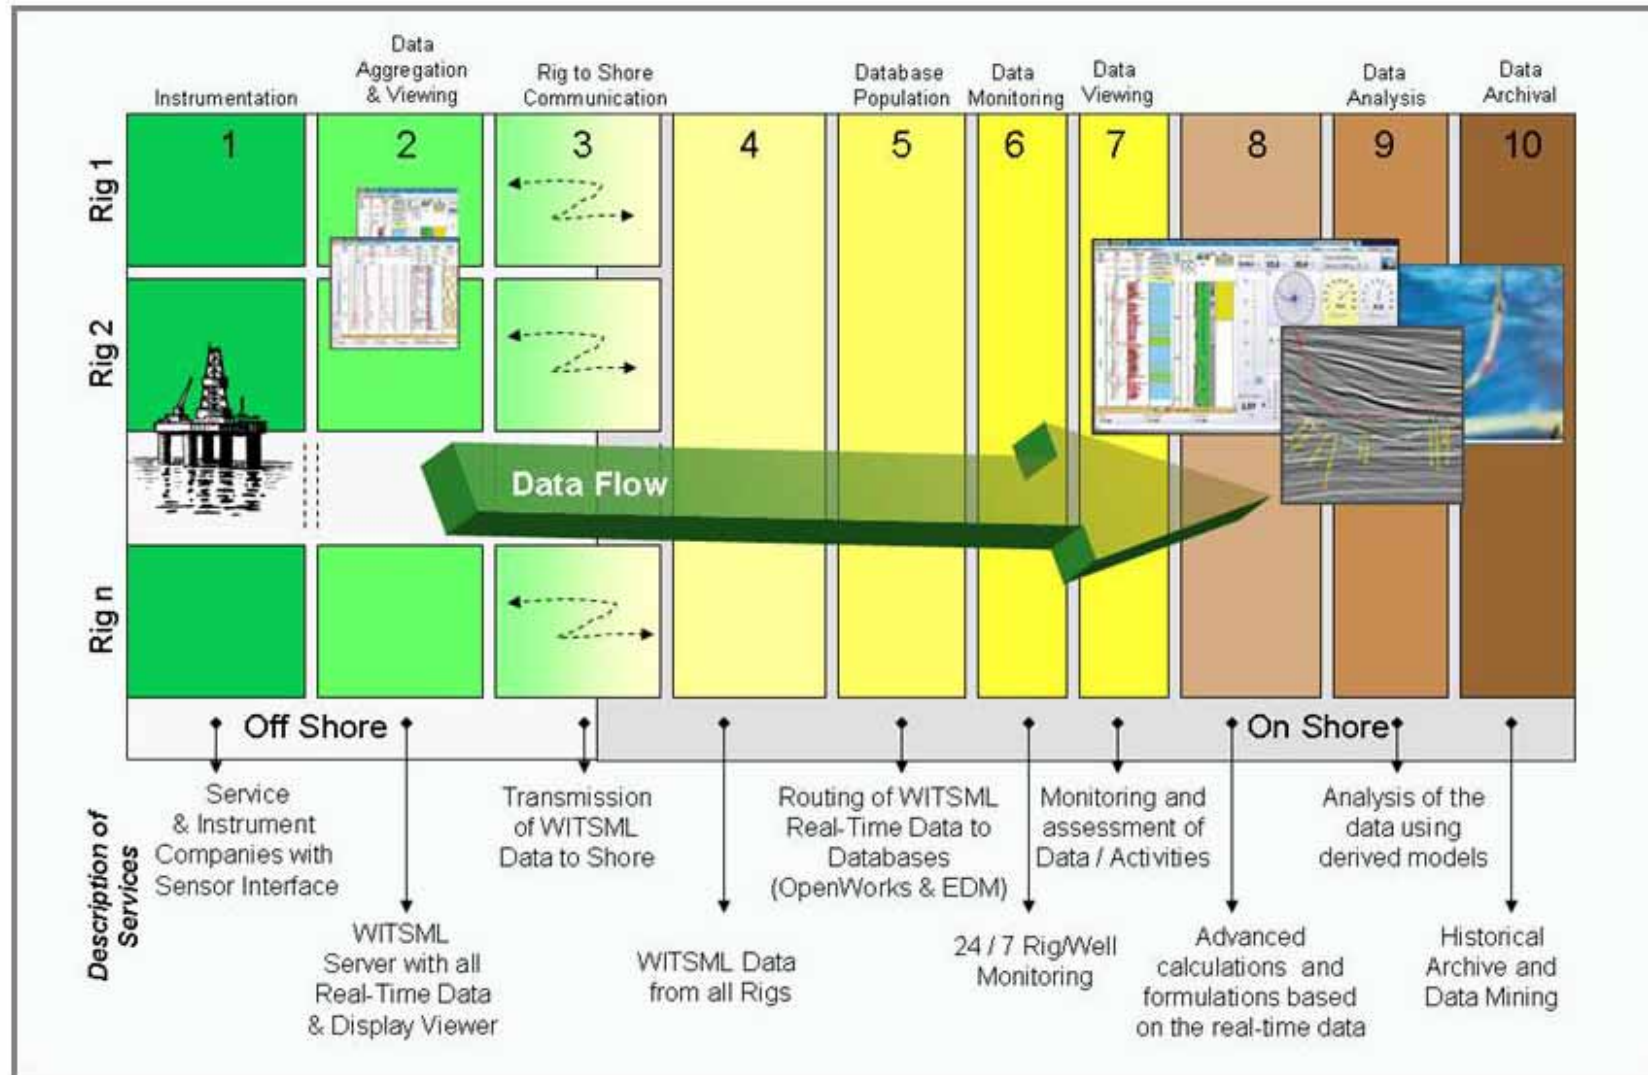 Instrumentation
Data
Aggregation
& Viewing
Rig to Shore
Communication
Database
Population
Data
Monitoring
Data
Viewing
Data
Analysis
Data
Archival
1
2
3
4
5
6
7
8
9
10
Rig 1
Rig 2
Rig n
Data Flow
Off Shore
On Shore
Description of
Services
Service
& Instrument
Companies with
Sensor Interface
WITSML
Server with all
Real-Time Data
& Display Viewer
Transmission
of WITSML
Data to Shore
WITSML Data
from all Rigs
Routing of WITSML
Real-Time Data to
Databases
(OpenWorks & EDM)
24 / 7 Rig/Well
Monitoring
Monitoring and
assessment of
Data / Activities
Advanced
calculations and
formulations based
on the real-time data
Analysis of the
data using
derived models
Historical
Archive and
Data Mining